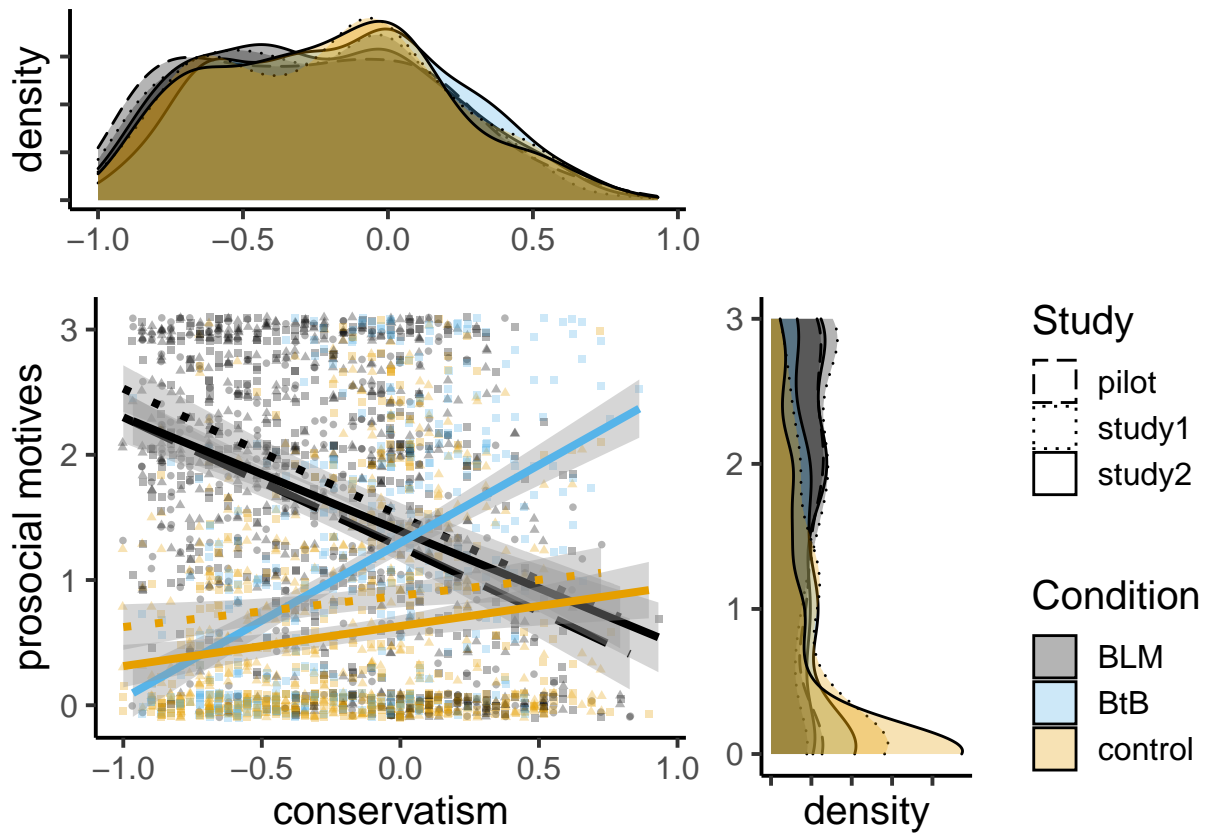 density
−1.0 −0.5 0.0 0.5 1.0
prosocial motives
3
2
1
0
−1.0 −0.5 0.0 0.5 1.0
conservatism
3
2
1
0
density
Study
pilot
study1
study2
Condition
BLM
BtB
control